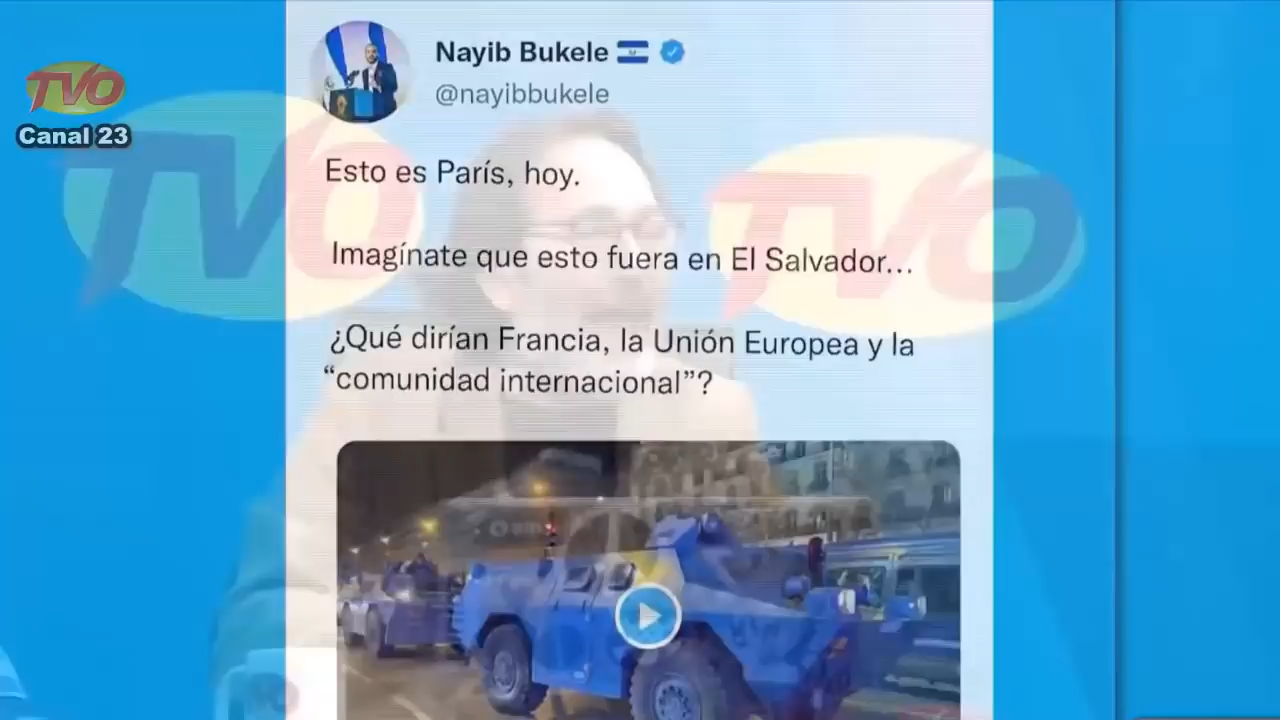 TVO
Canal 23
Nayib Bukele
@nayibbukele
Esto es París, hoy.
Imagínate que esto fuera en El Salvador...
¿Qué dirían Francia, la Unión Europea y la
“comunidad internacional”?
TVO
TVO